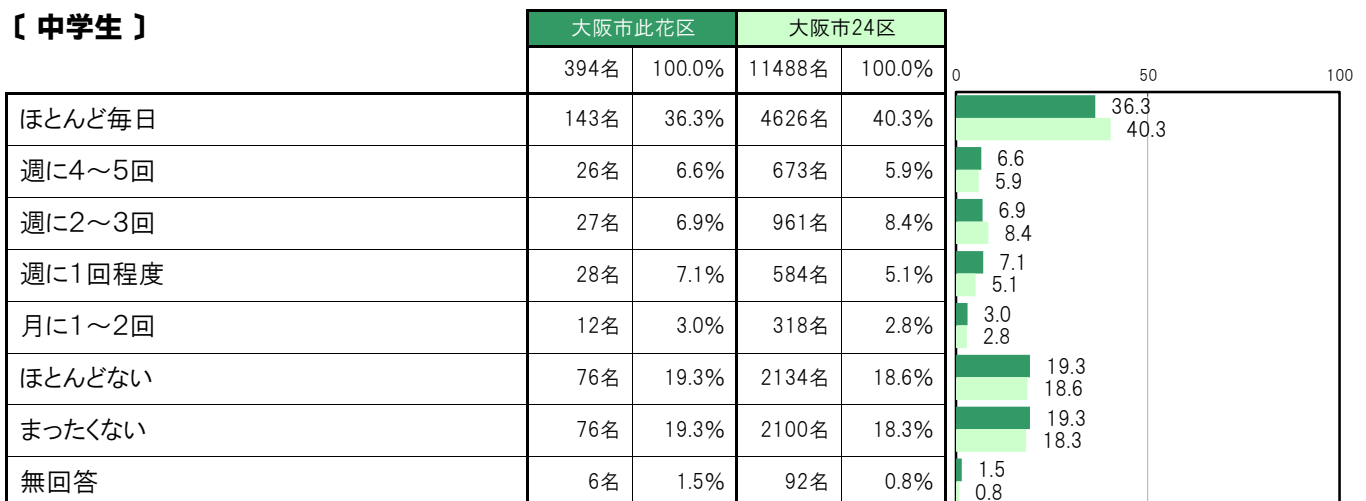 〔 中学生 〕
大阪市此花区 大阪市24区
394名 100.0% 11488名 100.0%
0 50 100
ほとんど毎日 143名 36.3% 4626名 40.3% 36.3
40.3
週に4～5回 26名 6.6% 673名 5.9% 6.6
5.9
週に2～3回 27名 6.9% 961名 8.4% 6.9
8.4
週に1回程度 28名 7.1% 584名 5.1% 7.1
5.1
月に1～2回 12名 3.0% 318名 2.8% 3.0
2.8
ほとんどない 76名 19.3% 2134名 18.6% 19.3
18.6
まったくない 76名 19.3% 2100名 18.3% 19.3
18.3
無回答 6名 1.5% 92名 0.8% 1.5
0.8